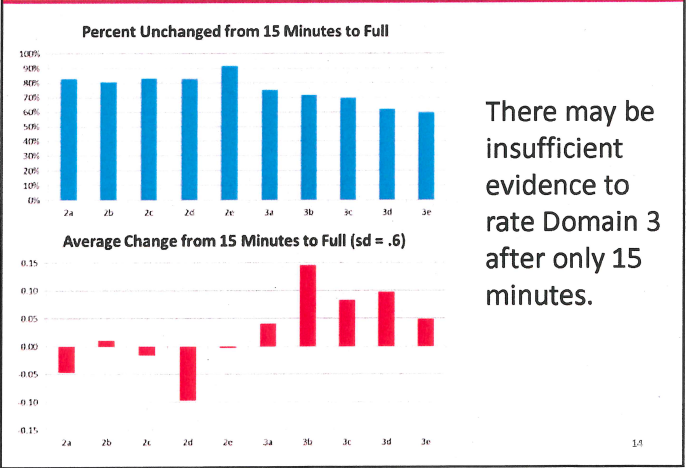 Percent Unchanged from 15 Minutes to Full
100%
90%
80%
70%
60%
50%
40%
30%
20%
10%
0%
2a 2b 2c 2d 2e 3a 3b 3c 3d 3e
Average Change from 15 Minutes to Full (sd = .6)
0.15
0.10
0.05
0.00
-0.05
-0.10
-0.15
2a 2b 2c 2d 2e 3a 3b 3c 3d 3e
There may be
insufficient
evidence to
rate Domain 3
after only 15
minutes.
14